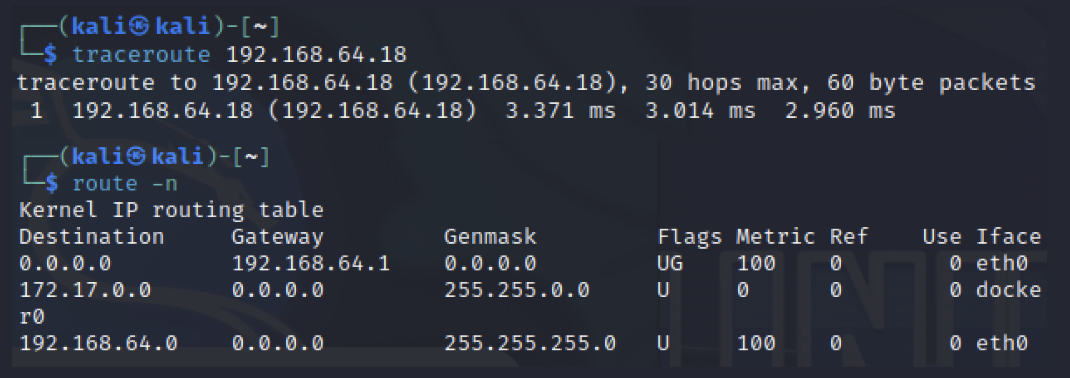 ┌──(kali㉿kali)-[~]
└─$ traceroute 192.168.64.18
traceroute to 192.168.64.18 (192.168.64.18), 30 hops max, 60 byte packets
 1  192.168.64.18 (192.168.64.18)  3.371 ms  3.014 ms  2.960 ms
┌──(kali㉿kali)-[~]
└─$ route -n
Kernel IP routing table
Destination     Gateway         Genmask         Flags Metric Ref    Use Iface
0.0.0.0         192.168.64.1    0.0.0.0         UG    100    0        0 eth0
172.17.0.0      0.0.0.0         255.255.0.0     U     0      0        0 docke
r0
192.168.64.0    0.0.0.0         255.255.255.0   U     100    0        0 eth0